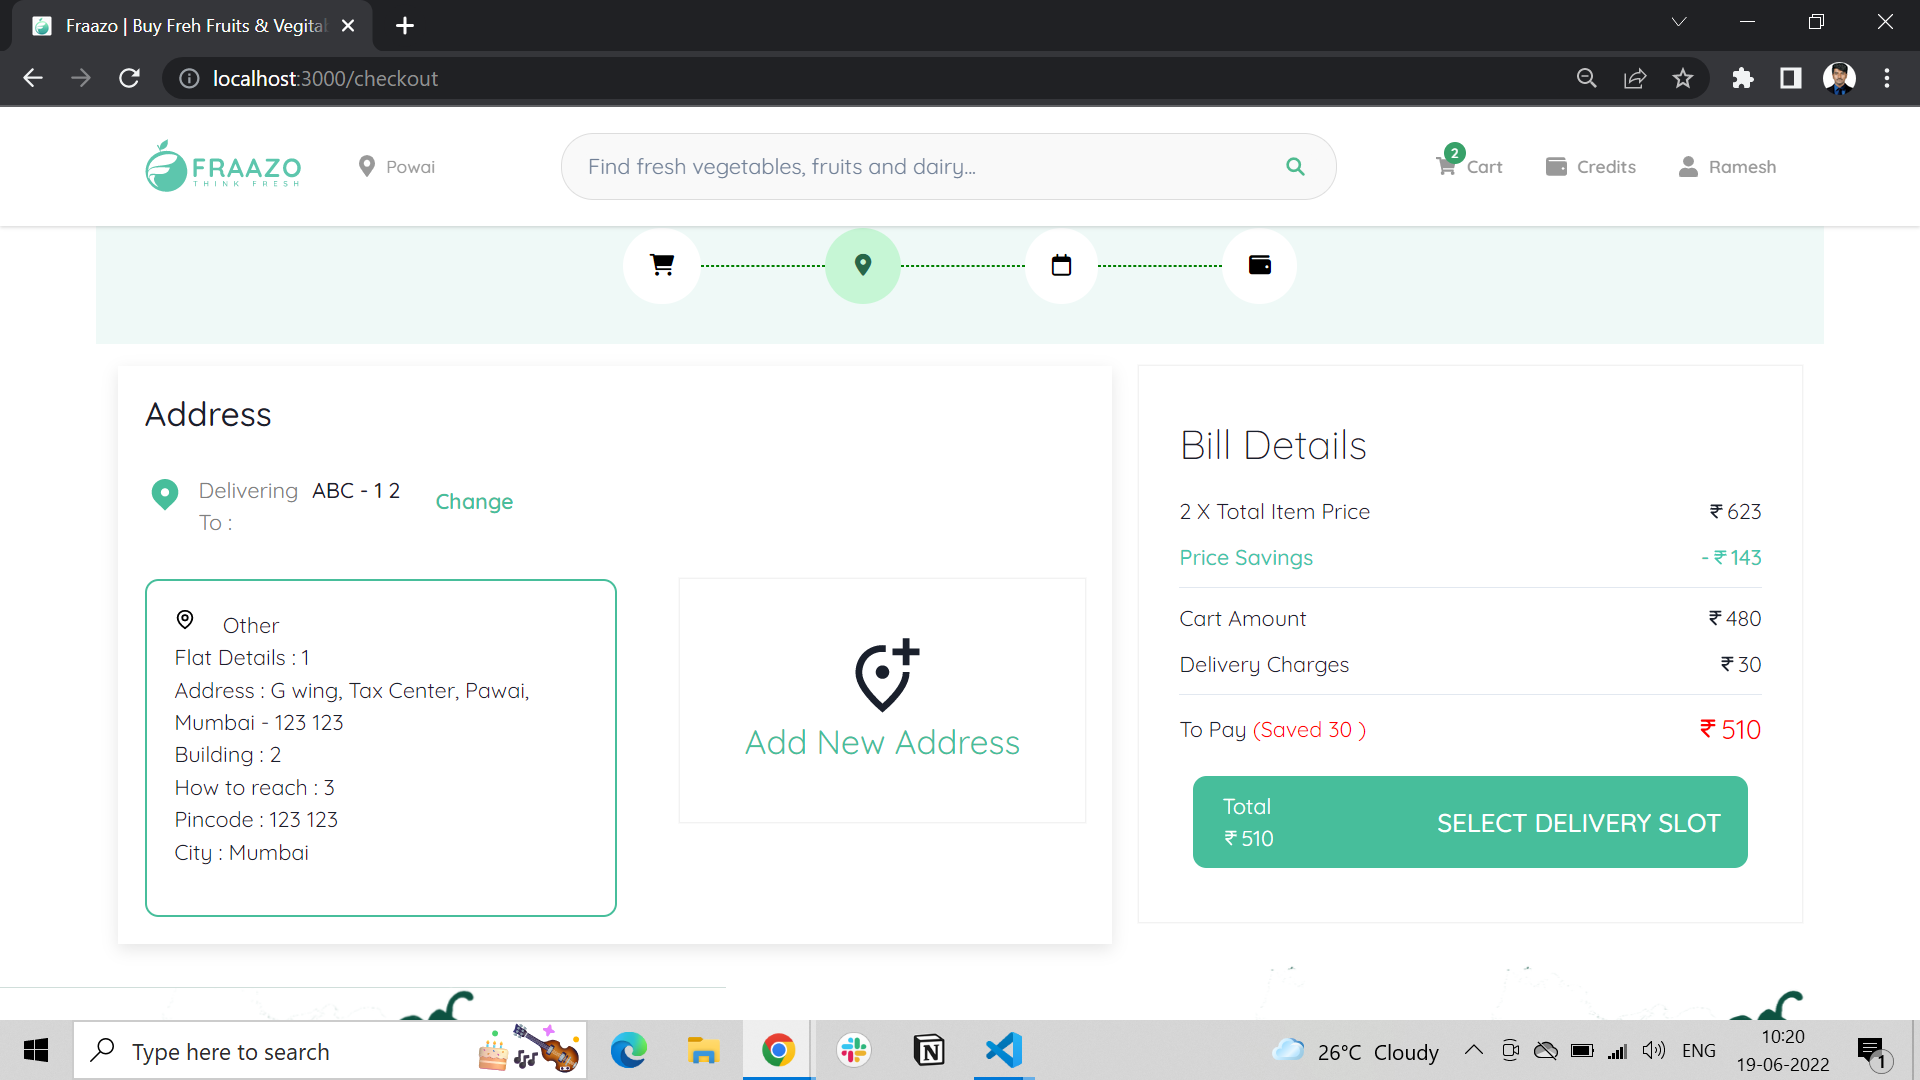 Fraazo | Buy Freh Fruits & Vegital
localhost:3000/checkout
FRAAZO
THINK FRESH
Powai
Find fresh vegetables, fruits and dairy...
2
Cart
Credits
Ramesh
Address
Delivering To :
ABC - 1 2
Change
Other
Flat Details : 1
Address : G wing, Tax Center, Pawai,
Mumbai - 123 123
Building : 2
How to reach : 3
Pincode : 123 123
City : Mumbai
Add New Address
Bill Details
2 X Total Item Price ₹ 623
Price Savings - ₹ 143
Cart Amount ₹ 480
Delivery Charges ₹ 30
To Pay (Saved 30 ) ₹ 510
Total
₹ 510
SELECT DELIVERY SLOT
Type here to search
26°C Cloudy
ENG
10:20
19-06-2022
1